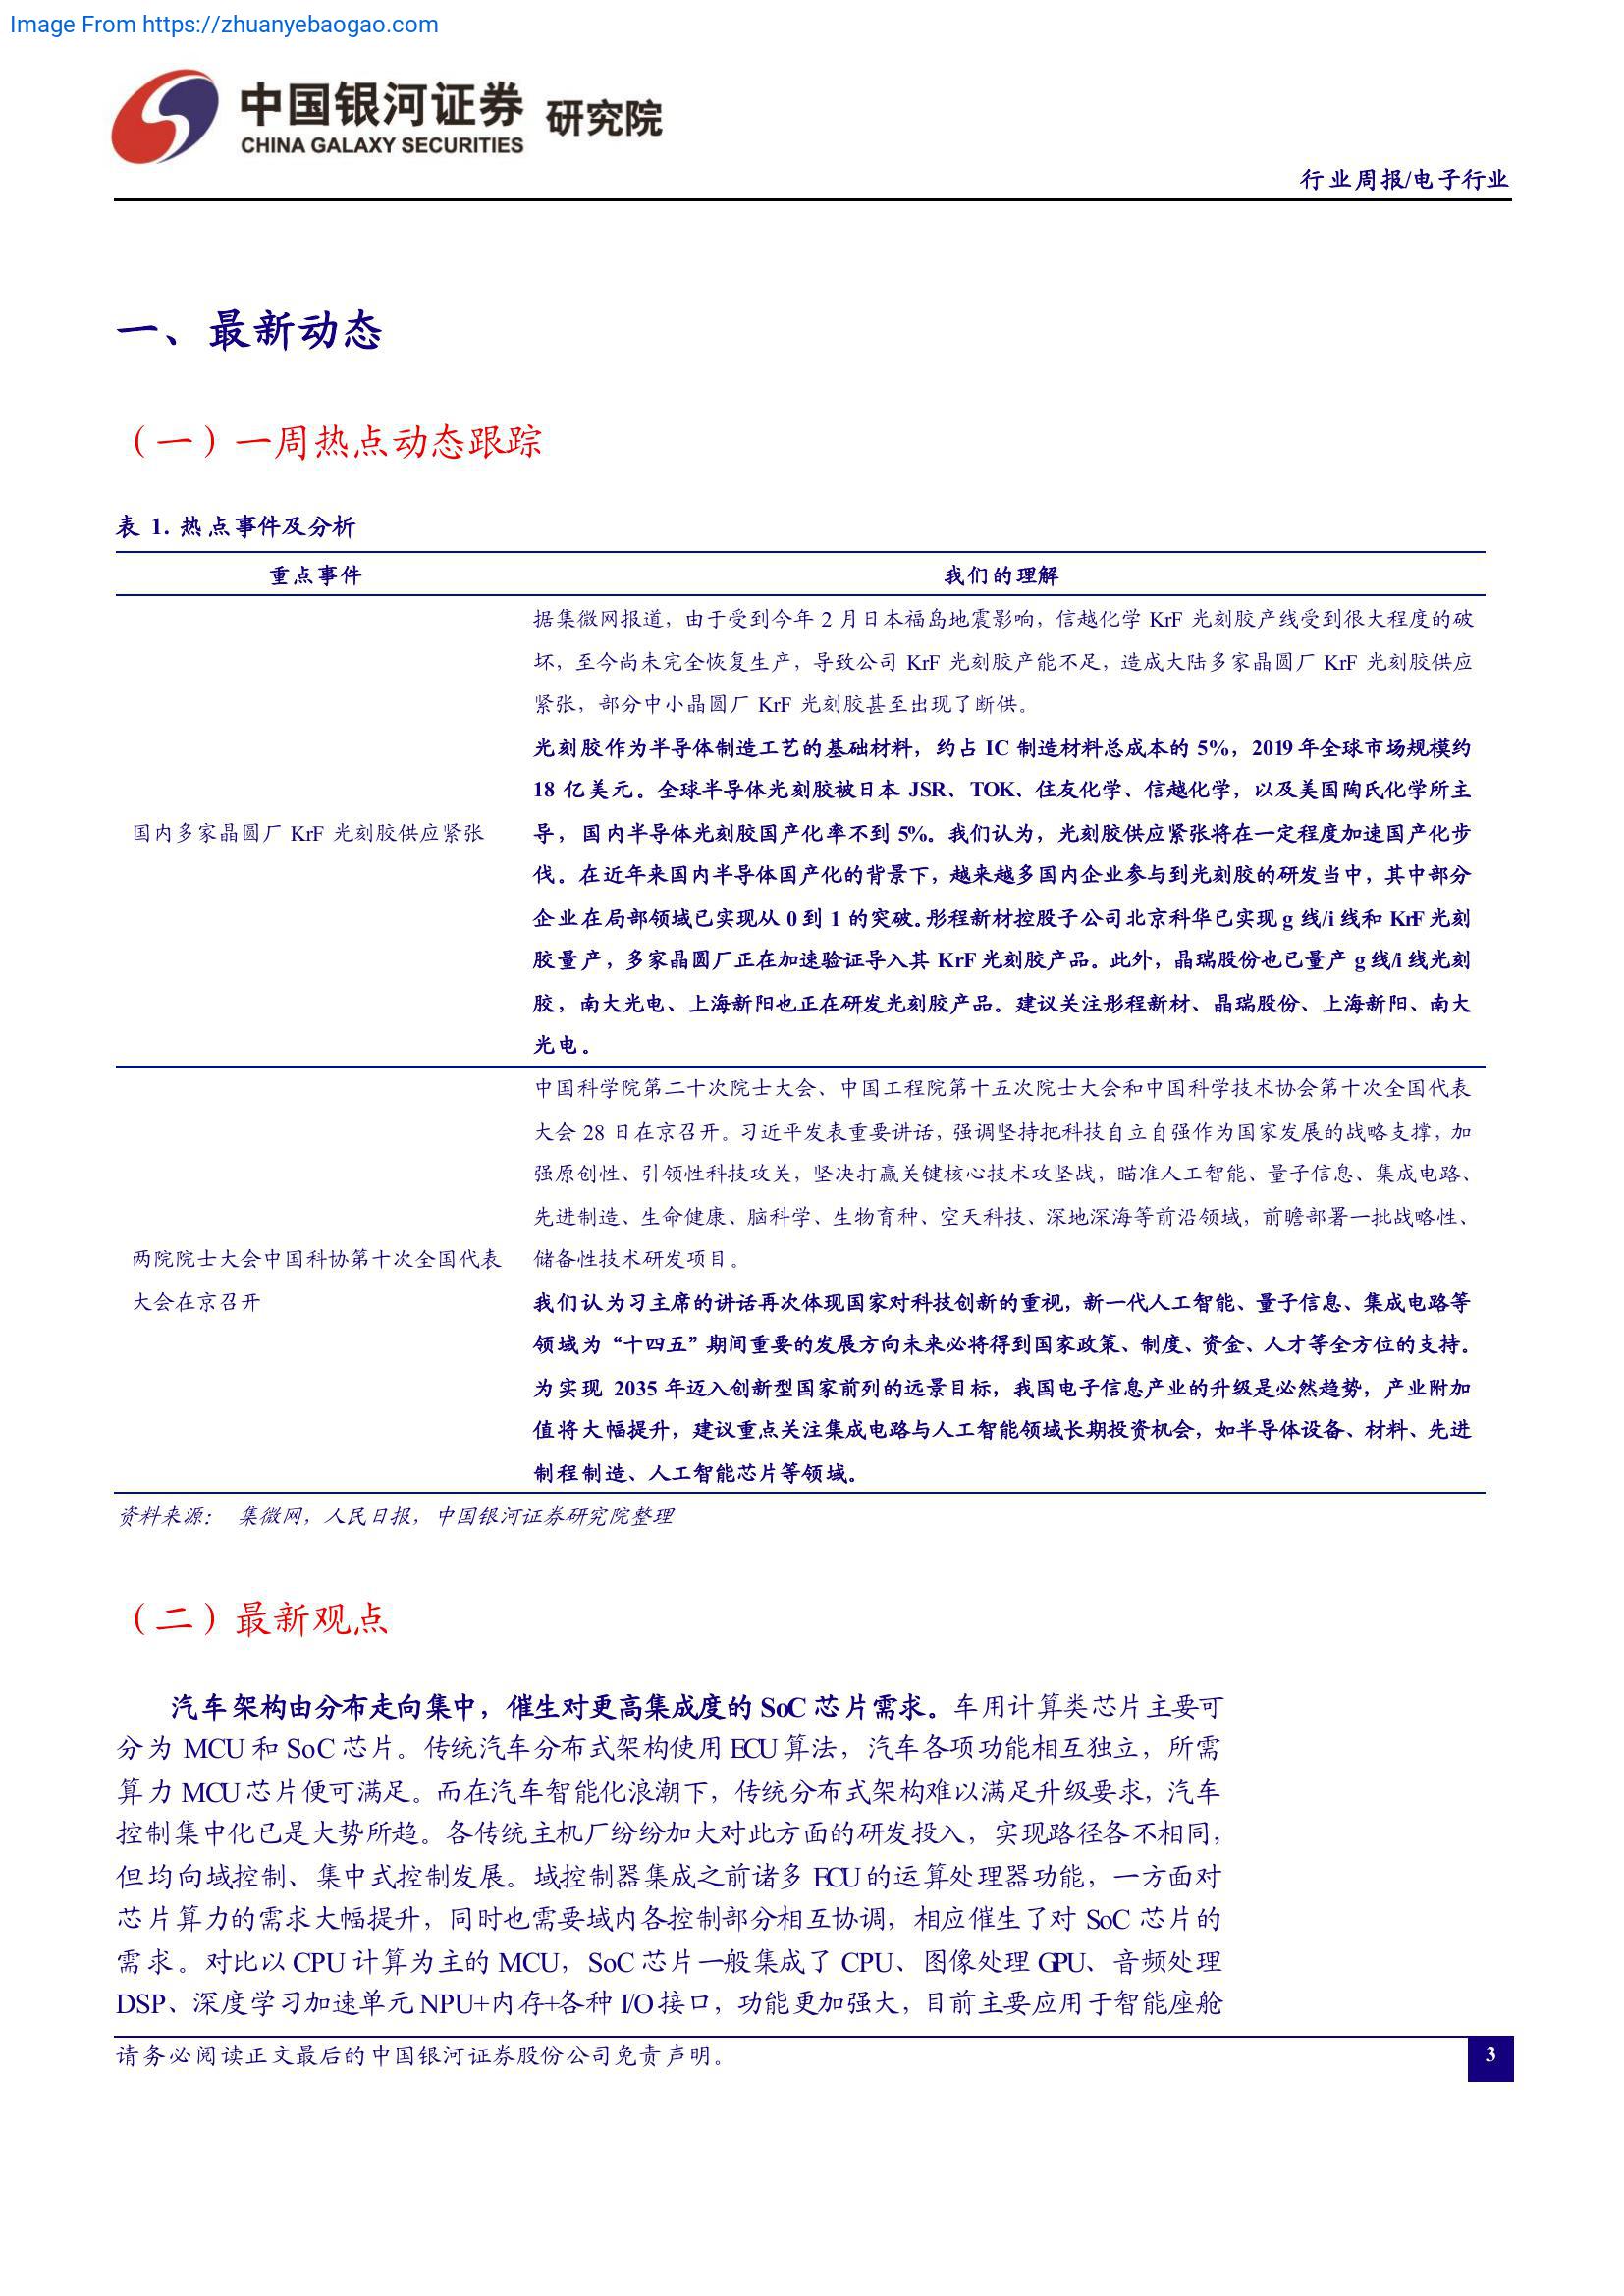 Image From https://zhuanyebaogao.com
中国银河证券 研究院
CHINA GALAXY SECURITIES
行业周报/电子行业
一、最新动态
（一）一周热点动态跟踪
表 1. 热点事件及分析
重点事件 我们的理解
据集微网报道，由于受到今年 2 月日本福岛地震影响，信越化学 KrF 光刻胶产线受到很大程度的破
坏，至今尚未完全恢复生产，导致公司 KrF 光刻胶产能不足，造成大陆多家晶圆厂 KrF 光刻胶供应
紧张，部分中小晶圆厂 KrF 光刻胶甚至出现了断供。
光刻胶作为半导体制造工艺的基础材料，约占 IC 制造材料总成本的 5%，2019 年全球市场规模约
18 亿美元。全球半导体光刻胶被日本 JSR、TOK、住友化学、信越化学，以及美国陶氏化学所主
国内多家晶圆厂 KrF 光刻胶供应紧张
导，国内半导体光刻胶国产化率不到 5%。我们认为，光刻胶供应紧张将在一定程度加速国产化步
伐。在近年来国内半导体国产化的背景下，越来越多国内企业参与到光刻胶的研发当中，其中部分
企业在局部领域已实现从 0 到 1 的突破。彤程新材控股子公司北京科华已实现 g 线/i 线和 KrF 光刻
胶量产，多家晶圆厂正在加速验证导入其 KrF 光刻胶产品。此外，晶瑞股份也已量产 g 线/i 线光刻
胶，南大光电、上海新阳也正在研发光刻胶产品。建议关注彤程新材、晶瑞股份、上海新阳、南大
光电。
中国科学院第二十次院士大会、中国工程院第十五次院士大会和中国科学技术协会第十次全国代表
大会 28 日在京召开。习近平发表重要讲话，强调坚持把科技自立自强作为国家发展的战略支撑，加
强原创性、引领性科技攻关，坚决打赢关键核心技术攻坚战，瞄准人工智能、量子信息、集成电路、
先进制造、生命健康、脑科学、生物育种、空天科技、深地深海等前沿领域，前瞻部署一批战略性、
两院院士大会中国科协第十次全国代表
大会在京召开
储备性技术研发项目。
我们认为习主席的讲话再次体现国家对科技创新的重视，新一代人工智能、量子信息、集成电路等
领域为“十四五”期间重要的发展方向未来必将得到国家政策、制度、资金、人才等全方位的支持。
为实现 2035 年迈入创新型国家前列的远景目标，我国电子信息产业的升级是必然趋势，产业附加
值将大幅提升，建议重点关注集成电路与人工智能领域长期投资机会，如半导体设备、材料、先进
制程制造、人工智能芯片等领域。
资料来源： 集微网，人民日报，中国银河证券研究院整理
（二）最新观点
汽车架构由分布走向集中，催生对更高集成度的 SoC 芯片需求。车用计算类芯片主要可
分为 MCU 和 SoC 芯片。传统汽车分布式架构使用 ECU 算法，汽车各项功能相互独立，所需
算力 MCU 芯片便可满足。而在汽车智能化浪潮下，传统分布式架构难以满足升级要求，汽车
控制集中化已是大势所趋。各传统主机厂纷纷加大对此方面的研发投入，实现路径各不相同，
但均向域控制、集中式控制发展。域控制器集成之前诸多 ECU 的运算处理器功能，一方面对
芯片算力的需求大幅提升，同时也需要域内各控制部分相互协调，相应催生了对 SoC 芯片的
需求。对比以 CPU 计算为主的 MCU，SoC 芯片一般集成了 CPU、图像处理 GPU、音频处理
DSP、深度学习加速单元 NPU+内存+各种 I/O 接口，功能更加强大，目前主要应用于智能座舱
请务必阅读正文最后的中国银河证券股份公司免责声明。
3